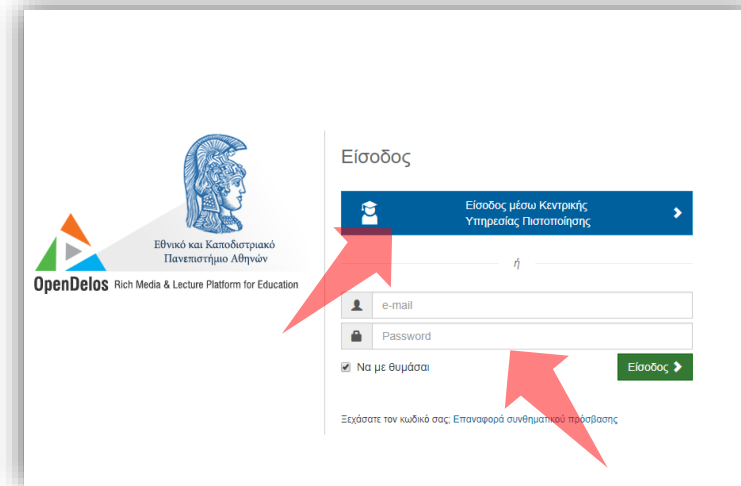 Εθνικό και Καποδιστριακό
Πανεπιστήμιο Αθηνών
OpenDelos Rich Media & Lecture Platform for Education
Είσοδος
Είσοδος μέσω Κεντρικής
Υπηρεσίας Πιστοποίησης
ή
e-mail
Password
Να με θυμάσαι
Είσοδος
Ξεχάσατε τον κωδικό σας; Επαναφορά συνθηματικού πρόσβασης